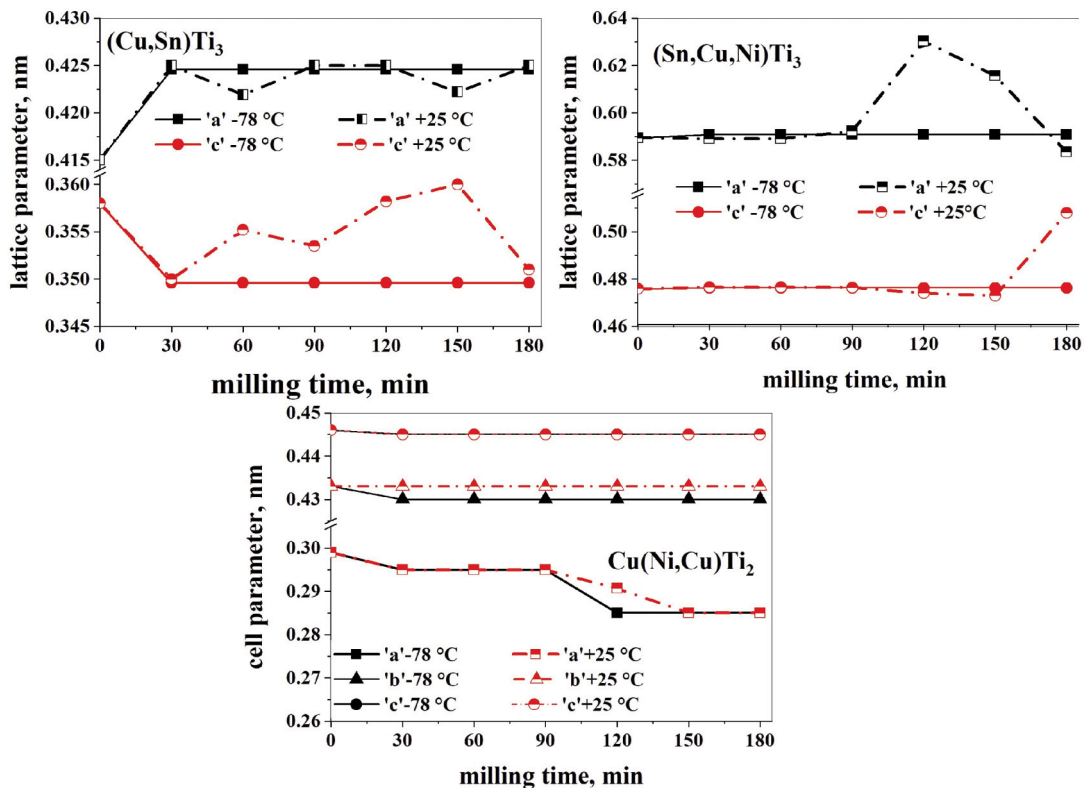 (Cu,Sn)Ti3
lattice parameter, nm
0.430
0.425
0.420
0.415
0.360
0.355
0.350
0.345
'a' -78 °C
'a' +25 °C
'c' -78 °C
'c' +25 °C
0 30 60 90 120 150 180
milling time, min
(Sn,Cu,Ni)Ti3
lattice parameter, nm
0.62
0.60
0.58
0.50
0.48
0.46
'a' -78 °C
'a' +25 °C
'c' -78 °C
'c' +25°C
0 30 60 90 120 150 180
milling time, min
cell parameter, nm
0.45
0.44
0.43
0.30
0.29
0.28
0.27
0.26
Cu(Ni,Cu)Ti2
'a'-78 °C
'a'+25 °C
'b'-78 °C
'b'+25 °C
'c'-78 °C
'c'+25 °C
0 30 60 90 120 150 180
milling time, min